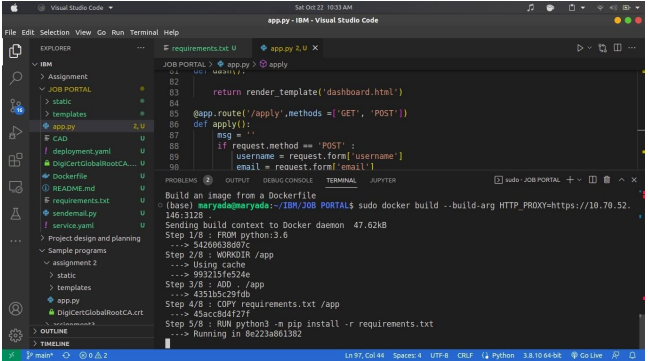 Visual Studio Code
Sat Oct 22 10:33 AM
app.py - IBM - Visual Studio Code
File Edit Selection View Go Run Terminal Help
EXPLORER
requirements.txt U
app.py 2, U
JOB PORTAL > app.py > apply
IBM
> Assignment
JOB PORTAL
> static
> templates
app.py 2, U
CAD U
deployment.yaml U
DigiCertGlobalRootCA.... U
Dockerfile U
README.md U
requirements.txt U
sendemail.py U
service.yaml U
> Project design and planning
Sample programs
assignment 2
> static
> templates
app.py
DigiCertGlobalRootCA.crt
> assignment3
> OUTLINE
> TIMELINE
81 def dash():
82
83 return render_template('dashboard.html')
84
85 @app.route('/apply',methods =['GET', 'POST'])
86 def apply():
87 msg = ''
88 if request.method == 'POST' :
89 username = request.form['username']
90 email = request.form['email']
PROBLEMS 2 OUTPUT DEBUG CONSOLE TERMINAL JUPYTER
sudo - JOB PORTAL
Build an image from a Dockerfile
(base) maryada@maryada:~/IBM/JOB PORTAL$ sudo docker build --build-arg HTTP_PROXY=https://10.70.52.
146:3128 .
Sending build context to Docker daemon 47.62kB
Step 1/8 : FROM python:3.6
---> 54260638d07c
Step 2/8 : WORKDIR /app
---> Using cache
---> 993215fe524e
Step 3/8 : ADD . /app
---> 4351b5c29fdb
Step 4/8 : COPY requirements.txt /app
---> 45acc8d4f27f
Step 5/8 : RUN python3 -m pip install -r requirements.txt
---> Running in 8e223a861382
main* 0 2 Ln 97, Col 44 Spaces: 4 UTF-8 CRLF Python 3.8.10 64-bit Go Live